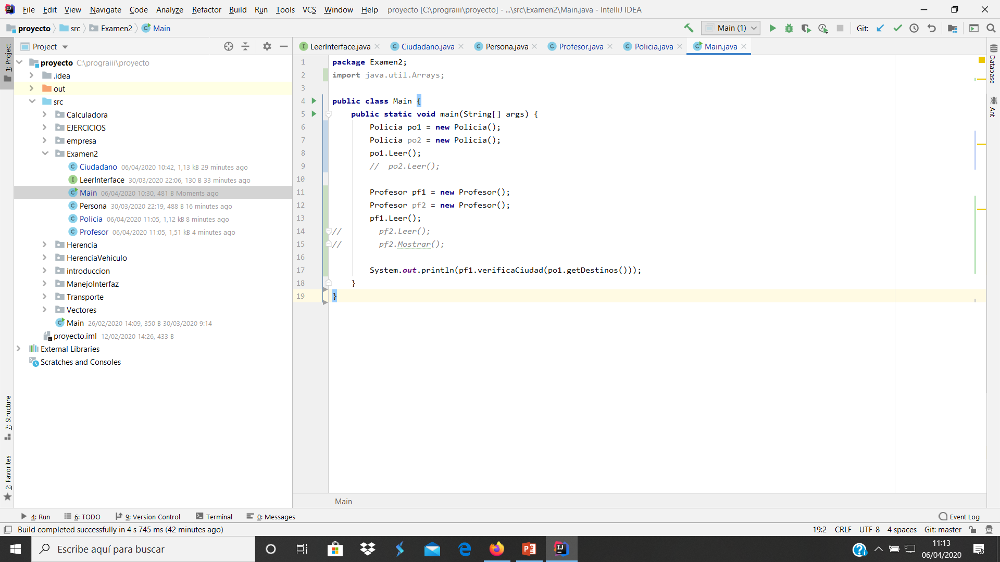 File Edit View Navigate Code Analyze Refactor Build Run Tools VCS Window Help proyecto [C:\prograiii\proyecto] - ...\src\Examen2\Main.java - IntelliJ IDEA
proyecto src Examen2 Main Main (1) Git:
Project
LeerInterface.java Ciudadano.java Persona.java Profesor.java Policia.java Main.java
1: Project
7: Structure
2: Favorites
proyecto C:\prograiii\proyecto
.idea
out
src
Calculadora
EJERCICIOS
empresa
Examen2
Ciudadano 06/04/2020 10:42, 1,13 kB 29 minutes ago
LeerInterface 30/03/2020 22:06, 130 B 33 minutes ago
Main 06/04/2020 10:30, 481 B Moments ago
Persona 30/03/2020 22:19, 488 B 16 minutes ago
Policia 06/04/2020 11:05, 1,12 kB 8 minutes ago
Profesor 06/04/2020 11:05, 1,51 kB 4 minutes ago
Herencia
HerenciaVehiculo
introduccion
ManejoInterfaz
Transporte
Vectores
Main 26/02/2020 14:09, 350 B 30/03/2020 9:14
proyecto.iml 12/02/2020 14:26, 433 B
External Libraries
Scratches and Consoles
1 package Examen2;
2 import java.util.Arrays;
3
4 public class Main {
5 public static void main(String[] args) {
6 Policia po1 = new Policia();
7 Policia po2 = new Policia();
8 po1.Leer();
9 // po2.Leer();
10
11 Profesor pf1 = new Profesor();
12 Profesor pf2 = new Profesor();
13 pf1.Leer();
14 // pf2.Leer();
15 // pf2.Mostrar();
16
17 System.out.println(pf1.verificaCiudad(po1.getDestinos()));
18 }
19 }
Main
Database
Ant
4: Run 6: TODO 9: Version Control Terminal 0: Messages Event Log
Build completed successfully in 4 s 745 ms (42 minutes ago) 19:2 CRLF UTF-8 4 spaces Git: master
Escribe aquí para buscar
11:13
06/04/2020